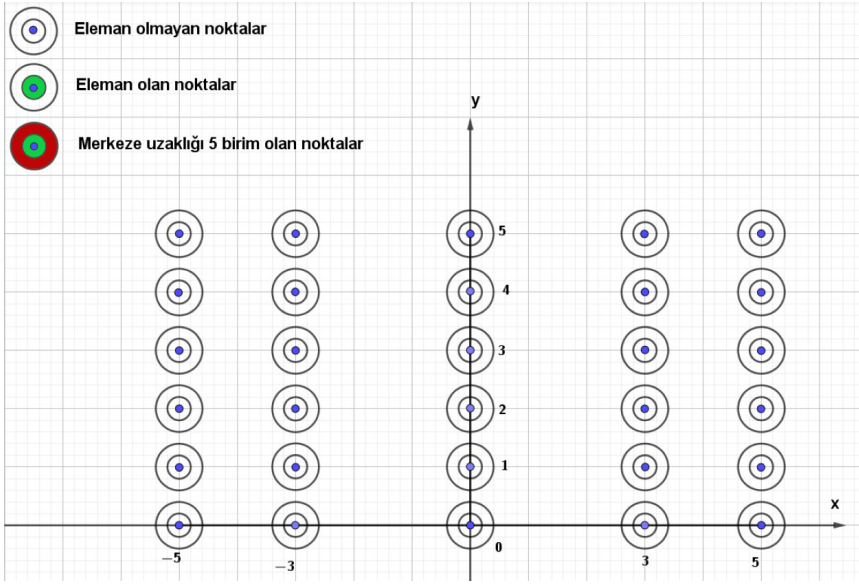 Eleman olmayan noktalar
Eleman olan noktalar
Merkeze uzaklığı 5 birim olan noktalar
y
5
4
3
2
1
x
0
−5
−3
3
5